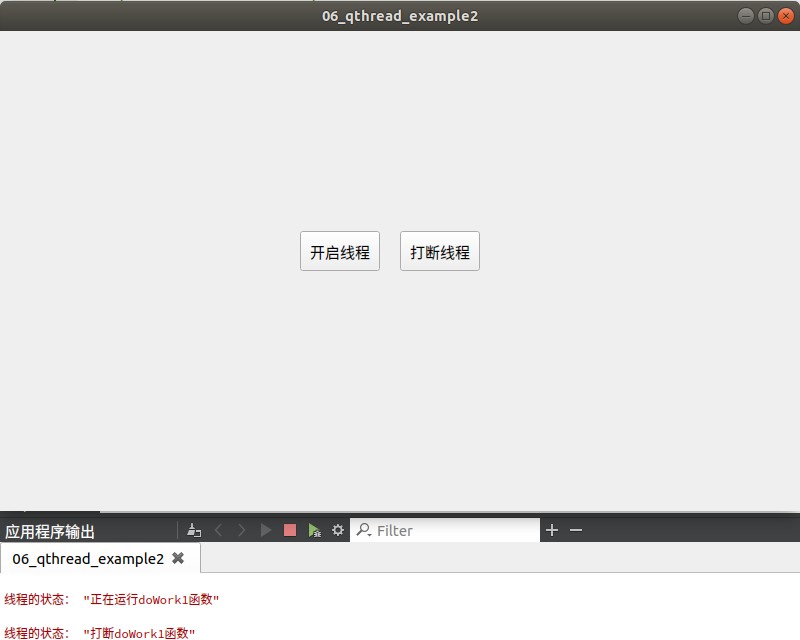 06_qthread_example2
开启线程 打断线程
应用程序输出 Filter
06_qthread_example2
线程的状态： "正在运行doWork1函数"
线程的状态： "打断doWork1函数"